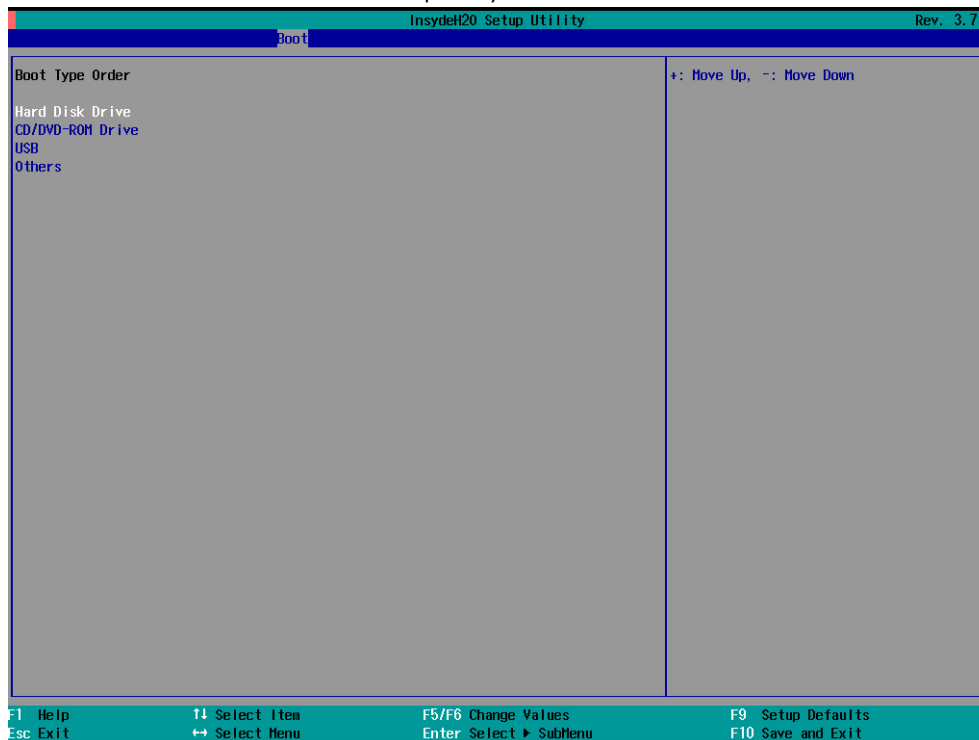 InsydeH20 Setup Utility Rev. 3.7
Boot
Boot Type Order
+: Move Up, -: Move Down
Hard Disk Drive
CD/DVD-ROM Drive
USB
Others
F1 Help ↑↓ Select Item F5/F6 Change Values F9 Setup Defaults
Esc Exit ↔ Select Menu Enter Select ▶ SubMenu F10 Save and Exit